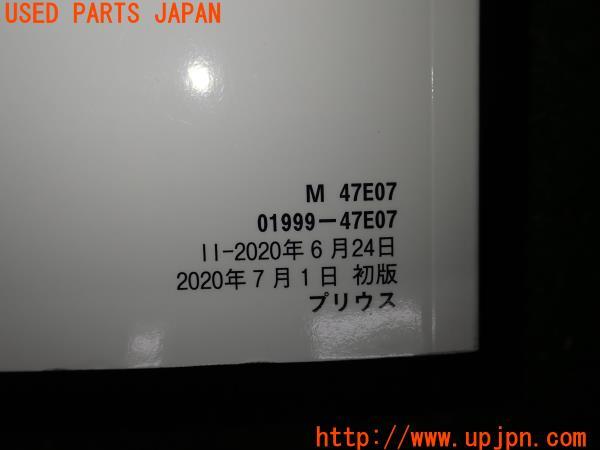 USED PARTS JAPAN
M 47E07
01999-47E07
II-2020年6月24日
2020年7月1日 初版
プリウス
http://www.upjpn.com/